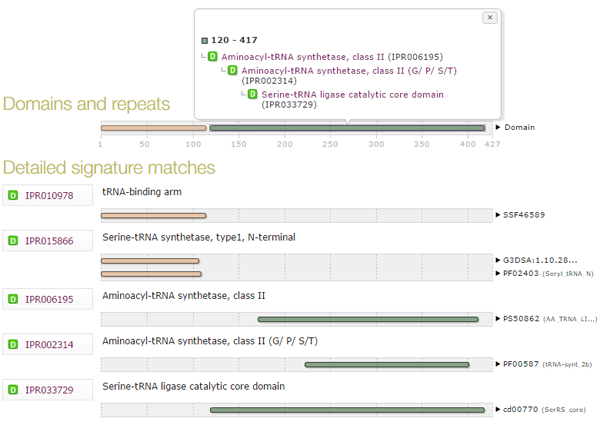 ×
120 - 417
D Aminoacyl-tRNA synthetase, class II (IPR006195)
D Aminoacyl-tRNA synthetase, class II (G/ P/ S/T)
(IPR002314)
D Serine-tRNA ligase catalytic core domain
(IPR033729)
Domains and repeats
Domain
1 50 100 150 200 250 300 350 400 427
Detailed signature matches
D IPR010978 tRNA-binding arm
SSF46589
D IPR015866 Serine-tRNA synthetase, type1, N-terminal
G3DSA:1.10.28...
PF02403 (Seryl_tRNA_N)
D IPR006195 Aminoacyl-tRNA synthetase, class II
PS50862 (AA_TRNA_LI...)
D IPR002314 Aminoacyl-tRNA synthetase, class II (G/ P/ S/T)
PF00587 (tRNA-synt_2b)
D IPR033729 Serine-tRNA ligase catalytic core domain
cd00770 (SerRS_core)